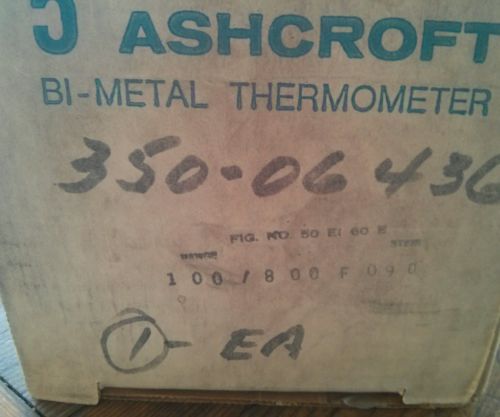 ASHCROFT
BI-METAL THERMOMETER
350-06436
FIG. NO. 50 EI 60 E
100/800 F 090
1- EA